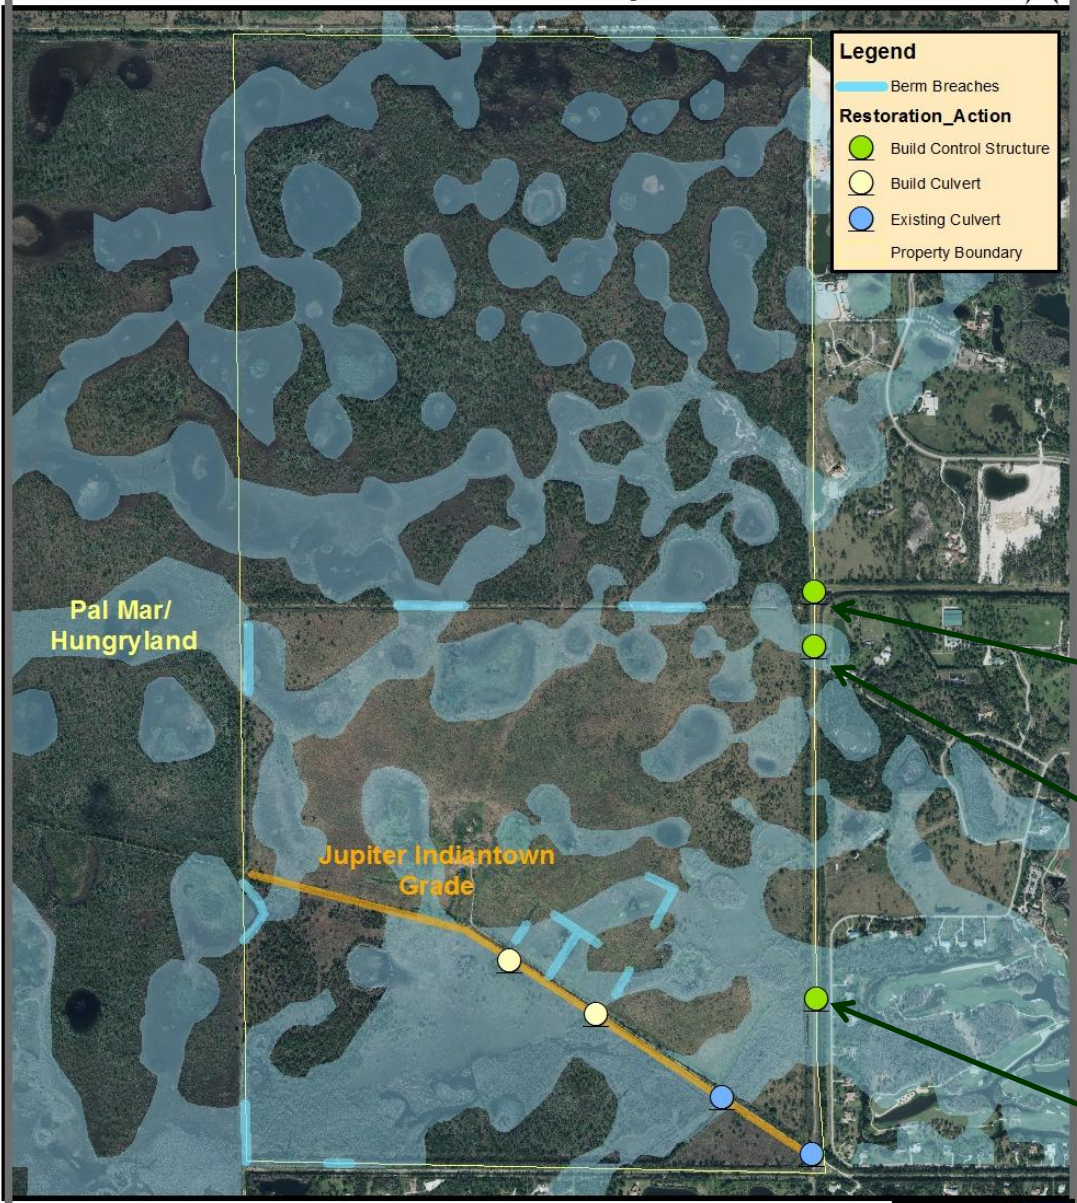 Legend
Berm Breaches
Restoration_Action
Build Control Structure
Build Culvert
Existing Culvert
Property Boundary
Pal Mar/
Hungryland
Jupiter Indiantown
Grade